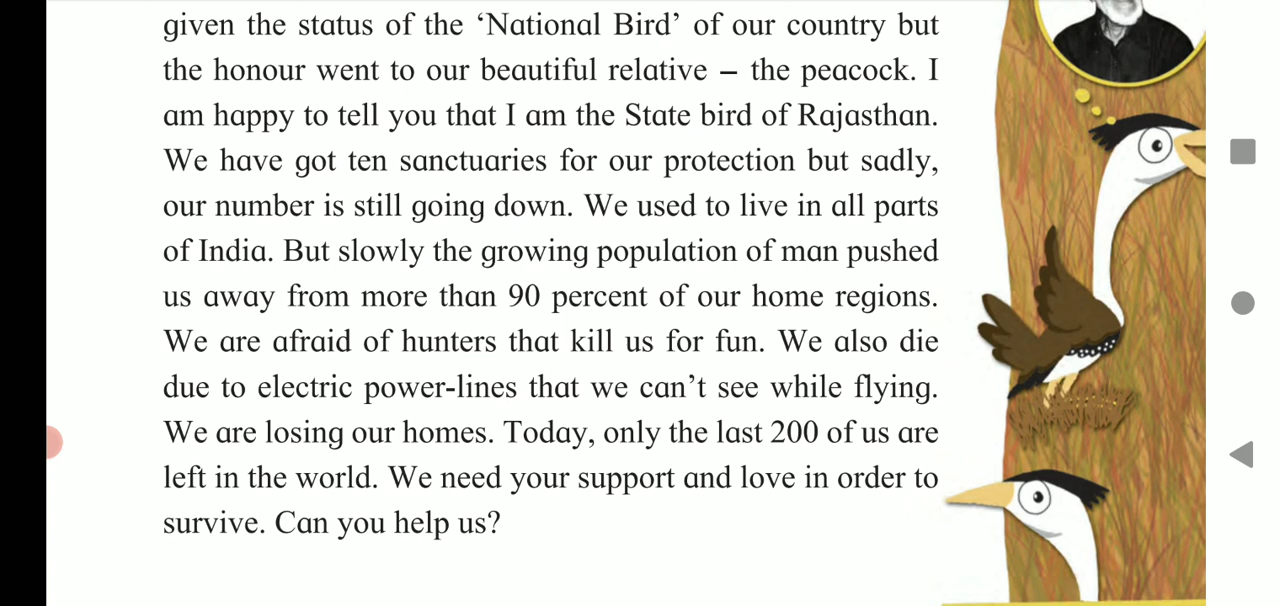 given the status of the ‘National Bird’ of our country but
the honour went to our beautiful relative – the peacock. I
am happy to tell you that I am the State bird of Rajasthan.
We have got ten sanctuaries for our protection but sadly,
our number is still going down. We used to live in all parts
of India. But slowly the growing population of man pushed
us away from more than 90 percent of our home regions.
We are afraid of hunters that kill us for fun. We also die
due to electric power-lines that we can’t see while flying.
We are losing our homes. Today, only the last 200 of us are
left in the world. We need your support and love in order to
survive. Can you help us?